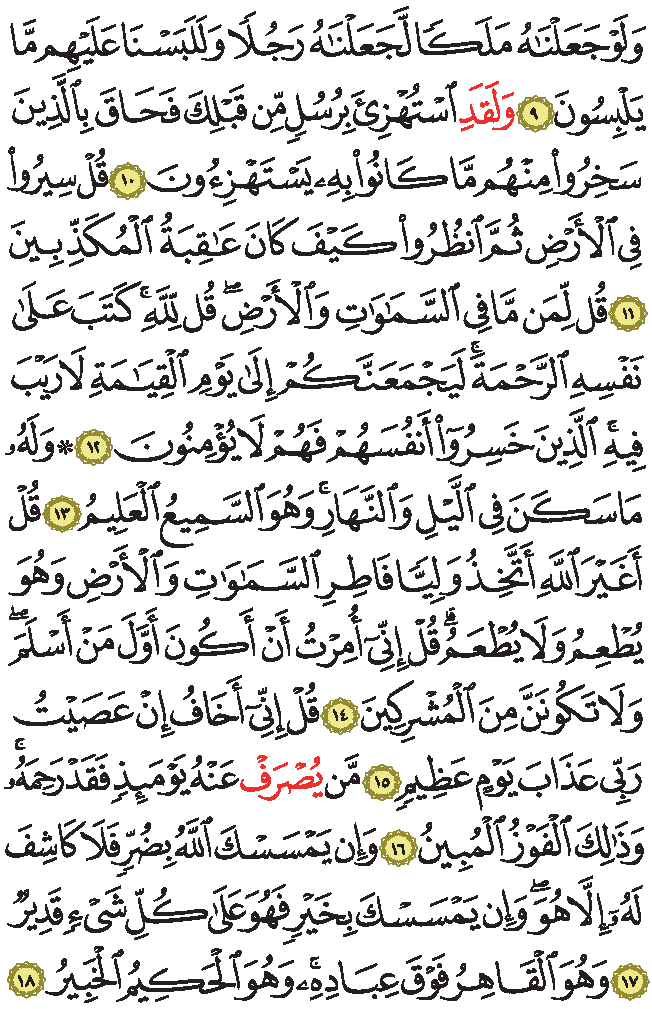 وَلَوْ جَعَلْنَٰهُ مَلَكًا لَّجَعَلْنَٰهُ رَجُلًا وَلَلَبَسْنَا عَلَيْهِم مَّا
يَلْبِسُونَ ٩ وَلَقَدِ ٱسْتُهْزِئَ بِرُسُلٍ مِّن قَبْلِكَ فَحَاقَ بِٱلَّذِينَ
سَخِرُوا۟ مِنْهُم مَّا كَانُوا۟ بِهِۦ يَسْتَهْزِءُونَ ١٠ قُلْ سِيرُوا۟
فِى ٱلْأَرْضِ ثُمَّ ٱنظُرُوا۟ كَيْفَ كَانَ عَٰقِبَةُ ٱلْمُكَذِّبِينَ
١١ قُل لِّمَن مَّا فِى ٱلسَّمَٰوَٰتِ وَٱلْأَرْضِ ۖ قُل لِّلَّهِ ۚ كَتَبَ عَلَىٰ
نَفْسِهِ ٱلرَّحْمَةَ ۚ لَيَجْمَعَنَّكُمْ إِلَىٰ يَوْمِ ٱلْقِيَٰمَةِ لَا رَيْبَ
فِيهِ ۚ ٱلَّذِينَ خَسِرُوٓا۟ أَنفُسَهُمْ فَهُمْ لَا يُؤْمِنُونَ ١٢ * وَلَهُۥ
مَا سَكَنَ فِى ٱلَّيْلِ وَٱلنَّهَارِ ۚ وَهُوَ ٱلسَّمِيعُ ٱلْعَلِيمُ ١٣ قُلْ
أَغَيْرَ ٱللَّهِ أَتَّخِذُ وَلِيًّا فَاطِرِ ٱلسَّمَٰوَٰتِ وَٱلْأَرْضِ وَهُوَ
يُطْعِمُ وَلَا يُطْعَمُ ۗ قُلْ إِنِّىٓ أُمِرْتُ أَنْ أَكُونَ أَوَّلَ مَنْ أَسْلَمَ ۖ
وَلَا تَكُونَنَّ مِنَ ٱلْمُشْرِكِينَ ١٤ قُلْ إِنِّىٓ أَخَافُ إِنْ عَصَيْتُ
رَبِّى عَذَابَ يَوْمٍ عَظِيمٍ ١٥ مَّن يُصْرَفْ عَنْهُ يَوْمَئِذٍ فَقَدْ رَحِمَهُۥ ۚ
وَذَٰلِكَ ٱلْفَوْزُ ٱلْمُبِينُ ١٦ وَإِن يَمْسَسْكَ ٱللَّهُ بِضُرٍّ فَلَا كَاشِفَ
لَهُۥٓ إِلَّا هُوَ ۖ وَإِن يَمْسَسْكَ بِخَيْرٍ فَهُوَ عَلَىٰ كُلِّ شَىْءٍ قَدِيرٌ
١٧ وَهُوَ ٱلْقَاهِرُ فَوْقَ عِبَادِهِۦ ۚ وَهُوَ ٱلْحَكِيمُ ٱلْخَبِيرُ ١٨